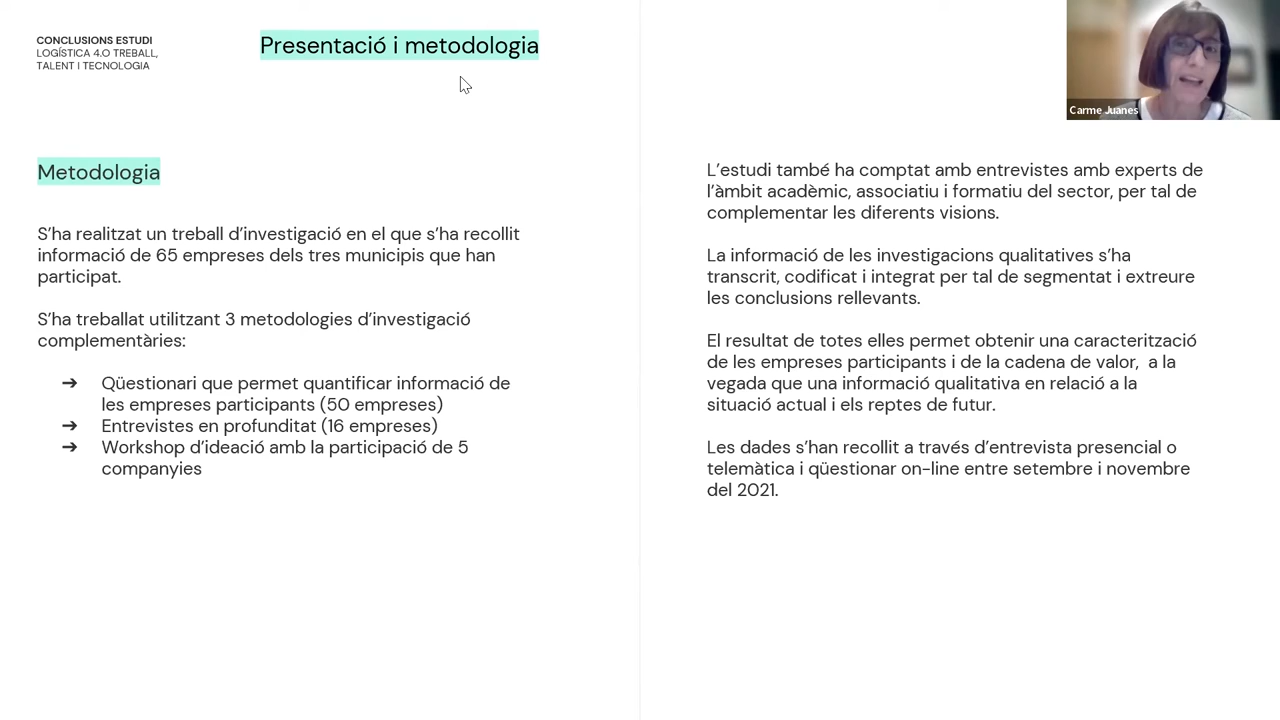 CONCLUSIONS ESTUDI
LOGÍSTICA 4.0 TREBALL,
TALENT I TECNOLOGIA
Presentació i metodologia
Carme Juanes
Metodologia
S’ha realitzat un treball d’investigació en el que s’ha recollit
informació de 65 empreses dels tres municipis que han
participat.
S’ha treballat utilitzant 3 metodologies d’investigació
complementàries:
➔ Qüestionari que permet quantificar informació de
les empreses participants (50 empreses)
➔ Entrevistes en profunditat (16 empreses)
➔ Workshop d’ideació amb la participació de 5
companyies
L’estudi també ha comptat amb entrevistes amb experts de
l’àmbit acadèmic, associatiu i formatiu del sector, per tal de
complementar les diferents visions.
La informació de les investigacions qualitatives s’ha
transcrit, codificat i integrat per tal de segmentat i extreure
les conclusions rellevants.
El resultat de totes elles permet obtenir una caracterització
de les empreses participants i de la cadena de valor, a la
vegada que una informació qualitativa en relació a la
situació actual i els reptes de futur.
Les dades s’han recollit a través d’entrevista presencial o
telemàtica i qüestionar on-line entre setembre i novembre
del 2021.